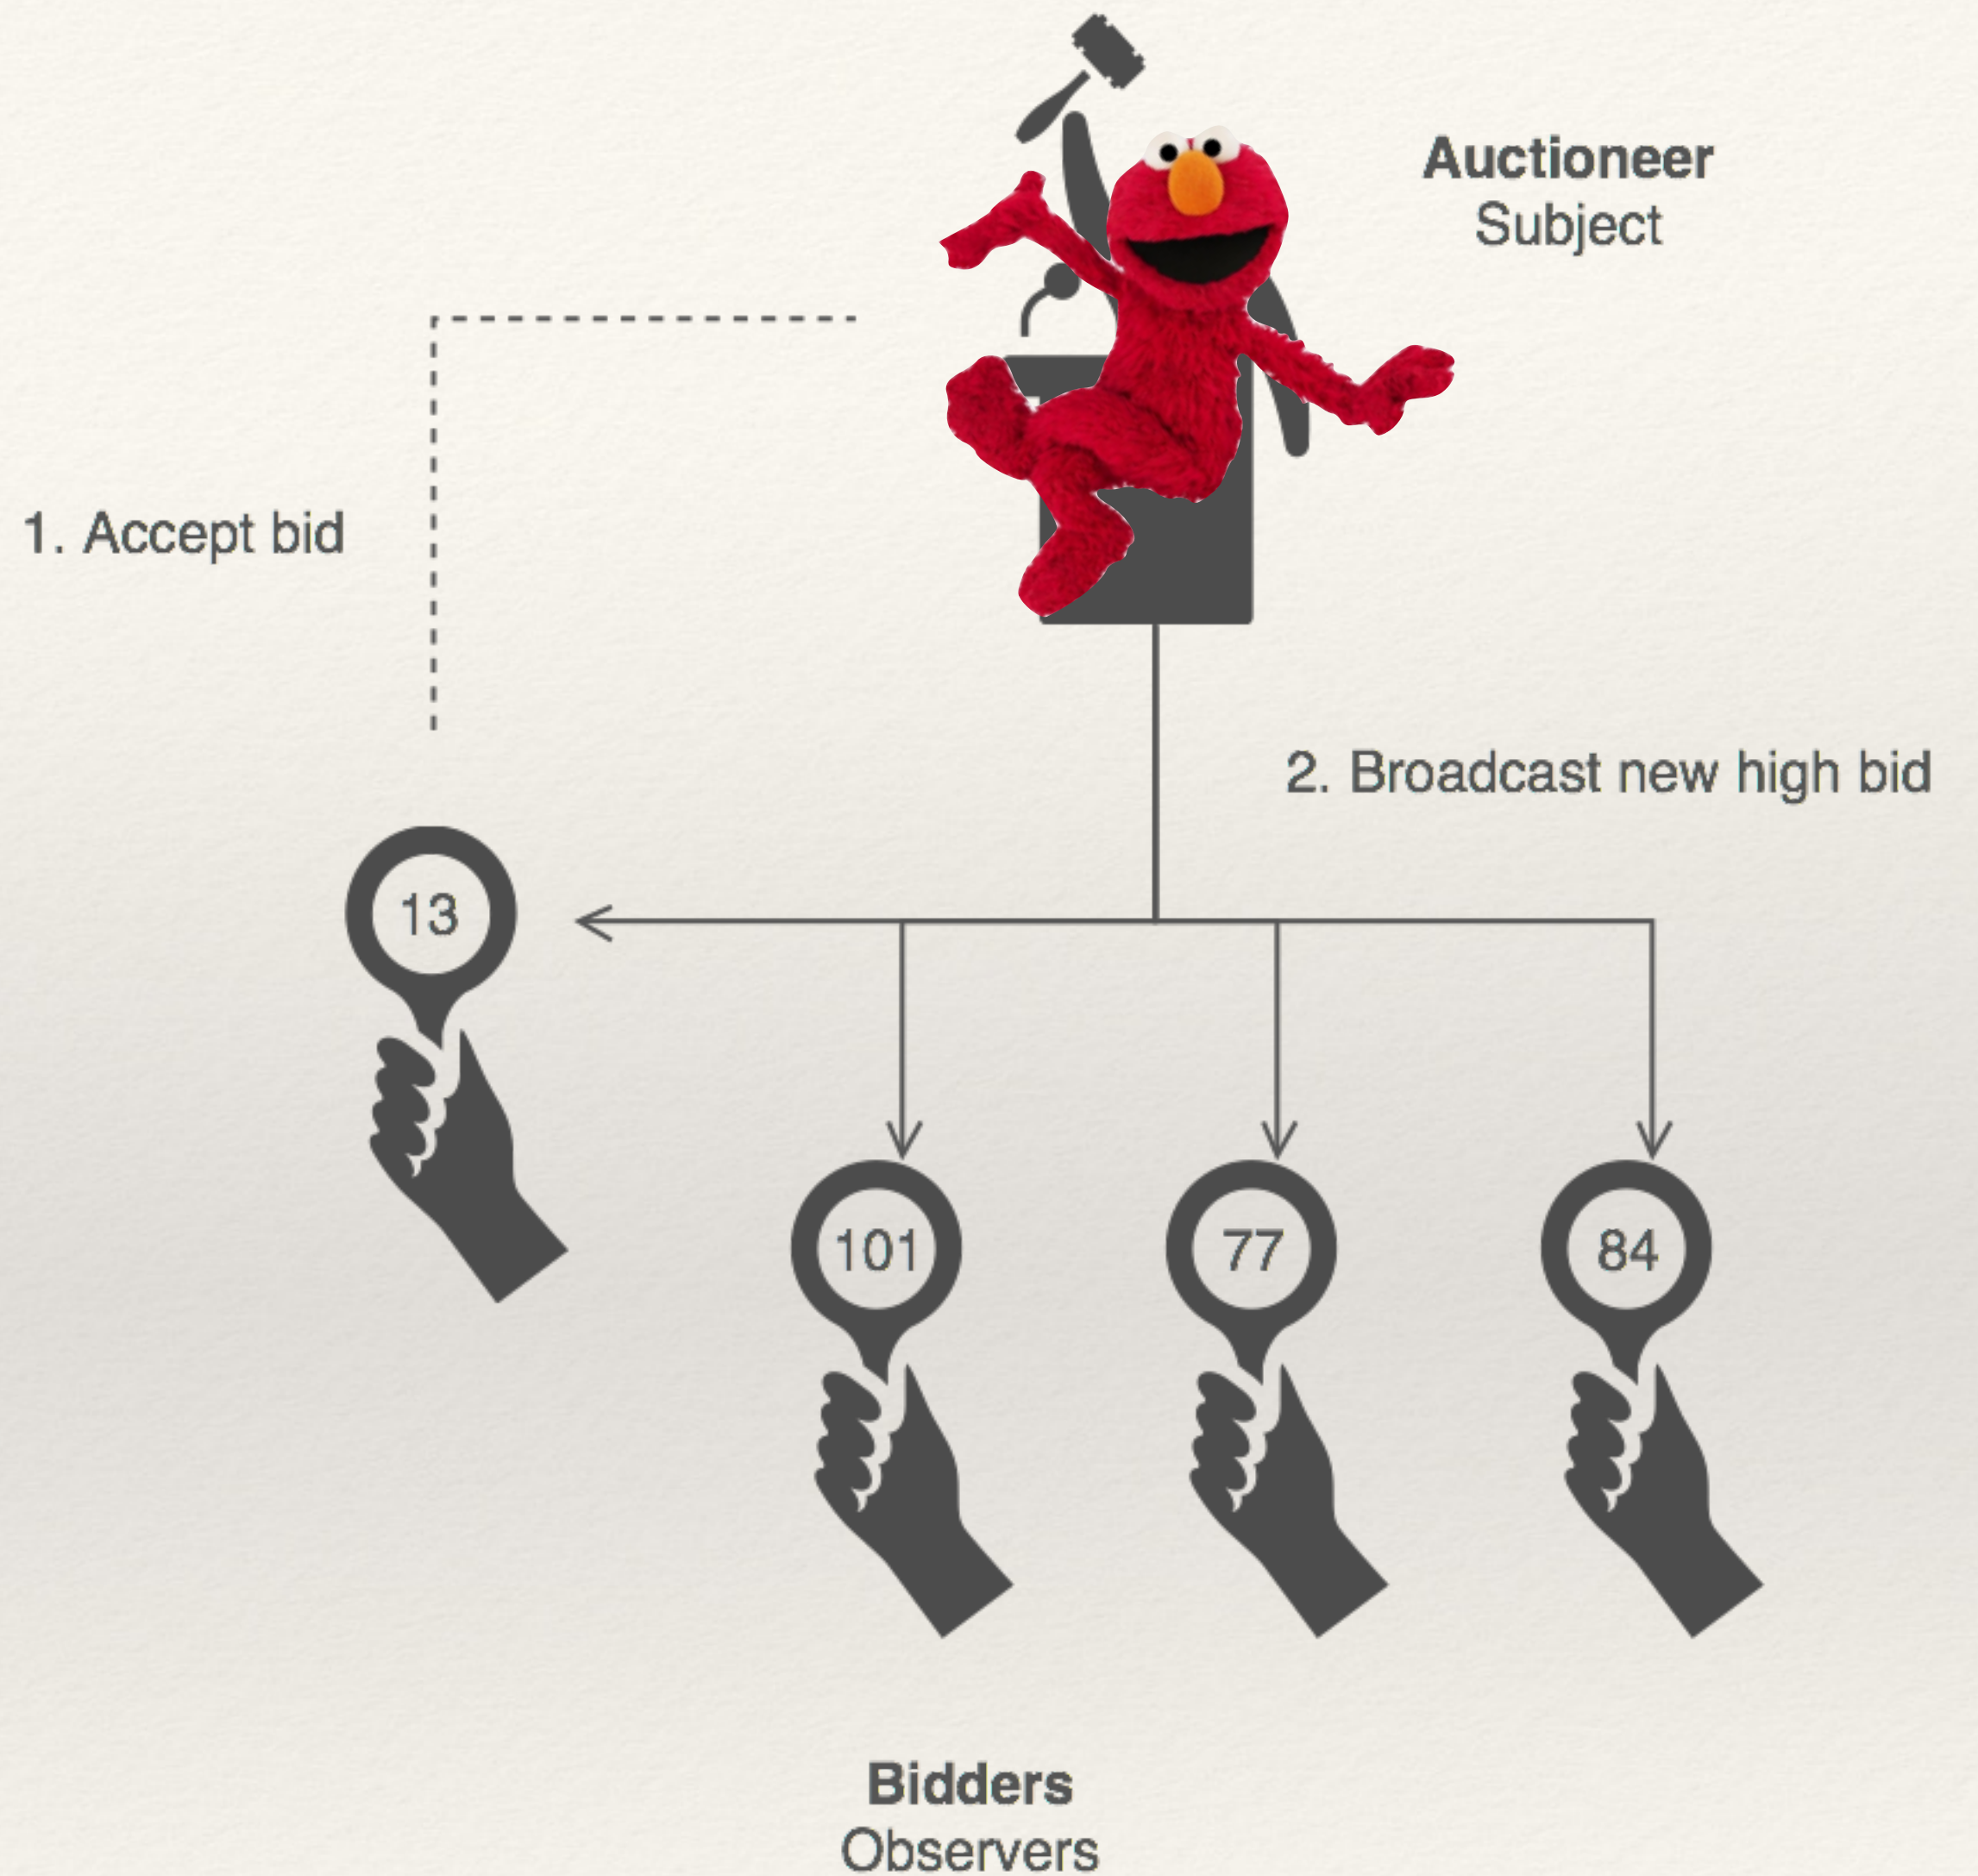 Auctioneer
Subject
1. Accept bid
2. Broadcast new high bid
13
101
77
84
Bidders
Observers